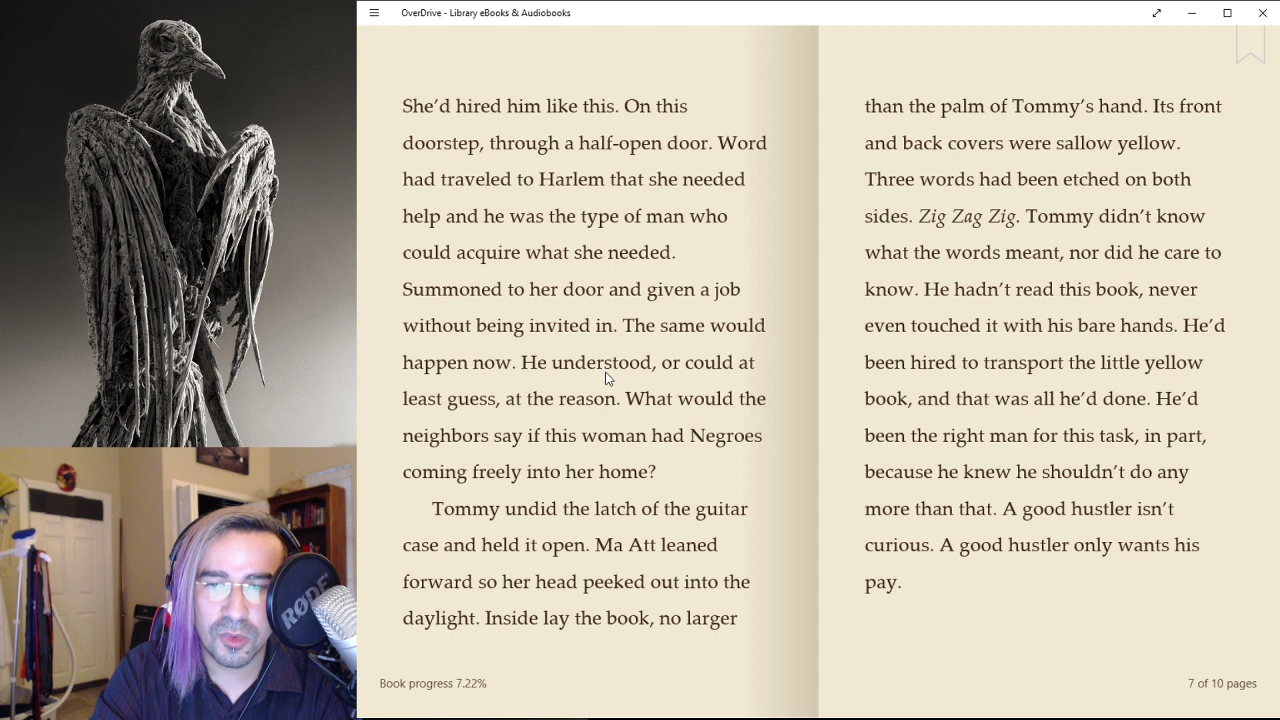 OverDrive - Library eBooks & Audiobooks
She'd hired him like this. On this
doorstep, through a half-open door. Word
had traveled to Harlem that she needed
help and he was the type of man who
could acquire what she needed.
Summoned to her door and given a job
without being invited in. The same would
happen now. He understood, or could at
least guess, at the reason. What would the
neighbors say if this woman had Negroes
coming freely into her home?
Tommy undid the latch of the guitar
case and held it open. Ma Att leaned
forward so her head peeked out into the
daylight. Inside lay the book, no larger
than the palm of Tommy's hand. Its front
and back covers were sallow yellow.
Three words had been etched on both
sides. Zig Zag Zig. Tommy didn't know
what the words meant, nor did he care to
know. He hadn't read this book, never
even touched it with his bare hands. He'd
been hired to transport the little yellow
book, and that was all he'd done. He'd
been the right man for this task, in part,
because he knew he shouldn't do any
more than that. A good hustler isn't
curious. A good hustler only wants his
pay.
Book progress 7.22%
7 of 10 pages
RØDE